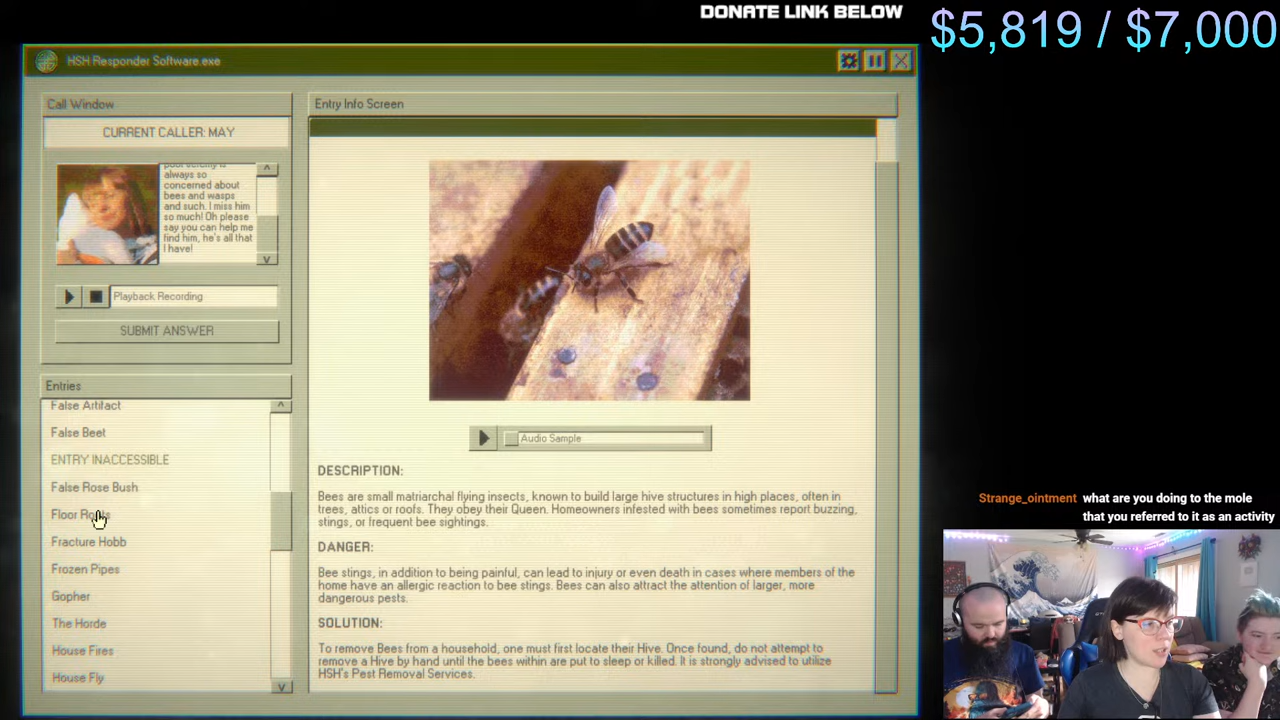 DONATE LINK BELOW
$5,819 / $7,000
HSH Responder Software.exe
Call Window
CURRENT CALLER: MAY
always so
concerned about
bees and wasps
and such. I miss him
so much! Oh please
say you can help me
find him, he's all that
I have!
Playback Recording
SUBMIT ANSWER
Entries
False Artifact
False Beet
ENTRY INACCESSIBLE
False Rose Bush
Floor
Fracture Hobb
Frozen Pipes
Gopher
The Horde
House Fires
House Fly
Entry Info Screen
Audio Sample
DESCRIPTION:
Bees are small matriarchal flying insects, known to build large hive structures in high places, often in
trees, attics or roofs. They obey their Queen. Homeowners infested with bees sometimes report buzzing,
stings, or frequent bee sightings.
DANGER:
Bee stings, in addition to being painful, can lead to injury or even death in cases where members of the
home have an allergic reaction to bee stings. Bees can also attract the attention of larger, more
dangerous pests.
SOLUTION:
To remove Bees from a household, one must first locate their Hive. Once found, do not attempt to
remove a Hive by hand until the bees within are put to sleep or killed. It is strongly advised to utilize
HSH's Pest Removal Services.
Strange_ointment what are you doing to the mole
that you referred to it as an activity